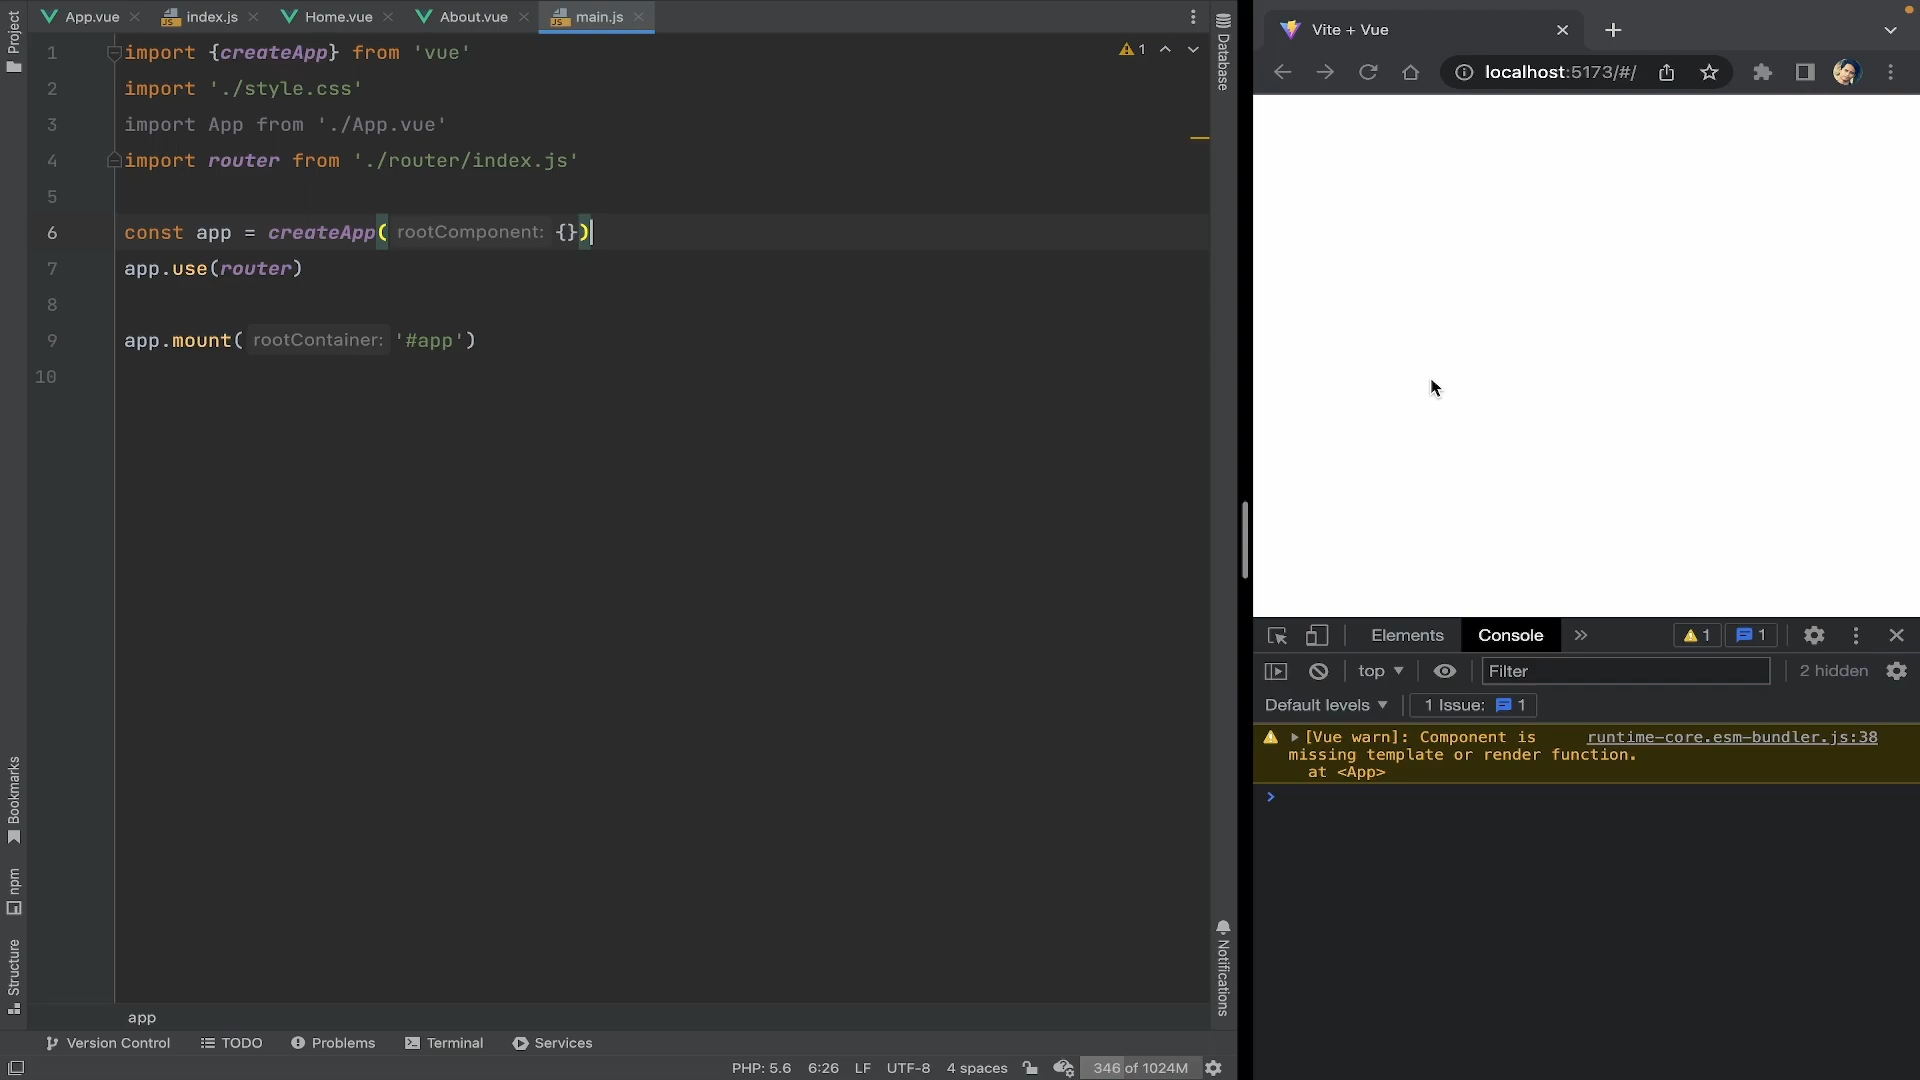 Project
App.vue
index.js
Home.vue
About.vue
main.js
1 import {createApp} from 'vue'
2 import './style.css'
3 import App from './App.vue'
4 import router from './router/index.js'
5
6 const app = createApp( rootComponent: {})
7 app.use(router)
8
9 app.mount( rootContainer: '#app')
10
1
Database
Notifications
Bookmarks
npm
Structure
app
Version Control
TODO
Problems
Terminal
Services
PHP: 5.6 6:26 LF UTF-8 4 spaces 346 of 1024M
Vite + Vue
localhost:5173/#/
Elements Console 1 1
top Filter 2 hidden
Default levels 1 Issue: 1
[Vue warn]: Component is runtime-core.esm-bundler.js:38
missing template or render function.
at <App>